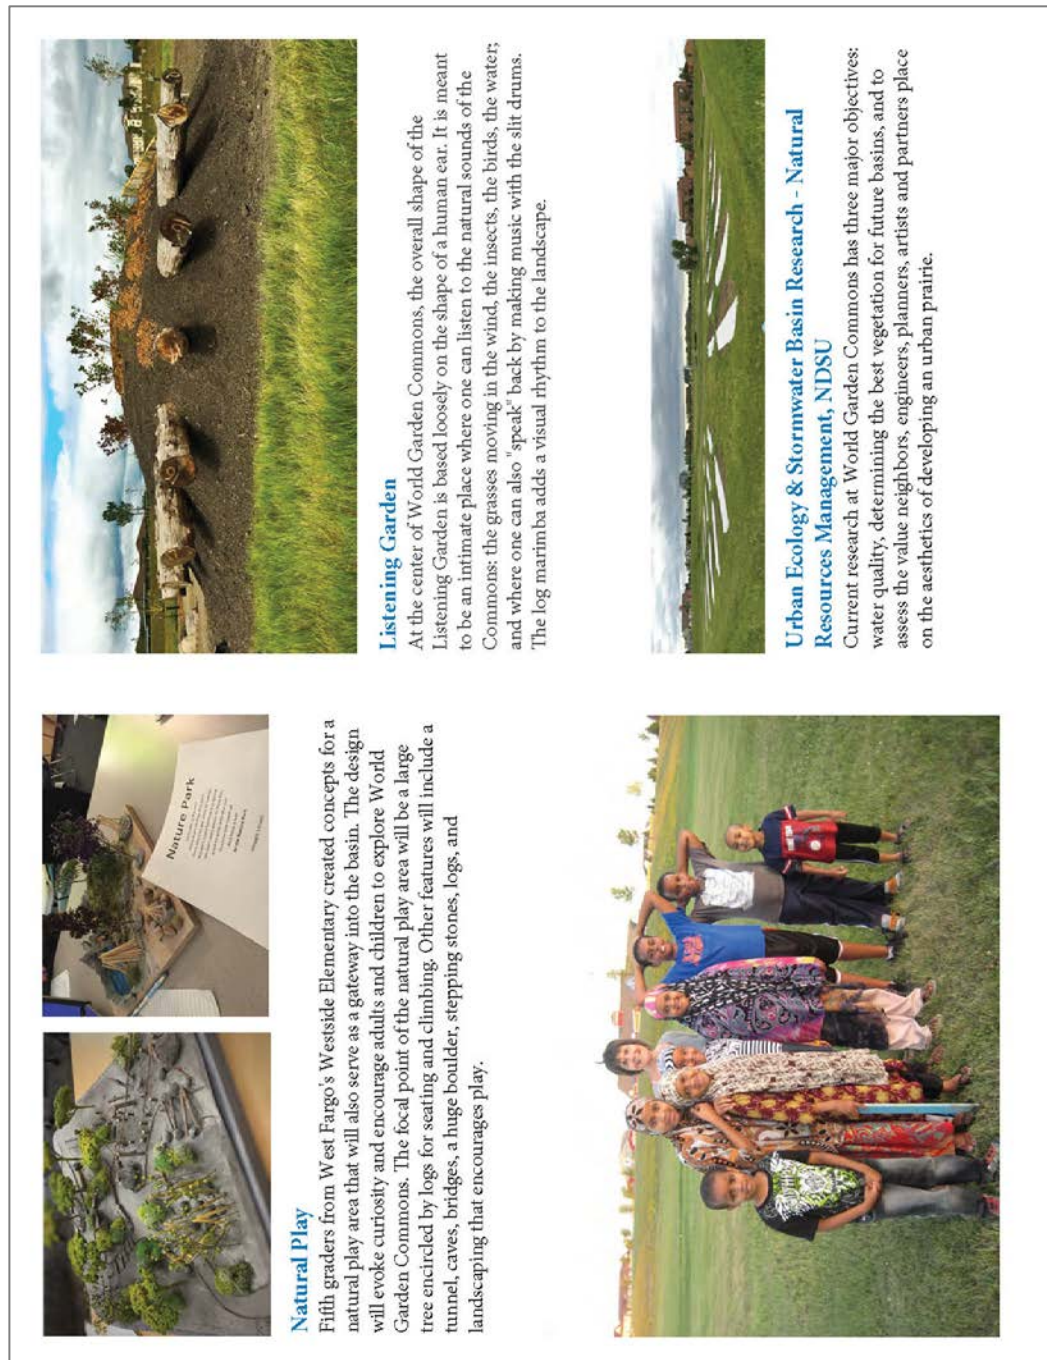 Nature Park
Natural Play
Fifth graders from West Fargo's Westside Elementary created concepts for a
natural play area that will also serve as a gateway into the basin. The design
will evoke curiosity and encourage adults and children to explore World
Garden Commons. The focal point of the natural play area will be a large
tree encircled by logs for seating and climbing. Other features will include a
tunnel, caves, bridges, a huge boulder, stepping stones, logs, and
landscaping that encourages play.
Listening Garden
At the center of World Garden Commons, the overall shape of the
Listening Garden is based loosely on the shape of a human ear. It is meant
to be an intimate place where one can listen to the natural sounds of the
Commons: the grasses moving in the wind, the insects, the birds, the water;
and where one can also "speak" back by making music with the slit drums.
The log marimba adds a visual rhythm to the landscape.
Urban Ecology & Stormwater Basin Research - Natural
Resources Management, NDSU
Current research at World Garden Commons has three major objectives:
water quality, determining the best vegetation for future basins, and to
assess the value neighbors, engineers, planners, artists and partners place
on the aesthetics of developing an urban prairie.